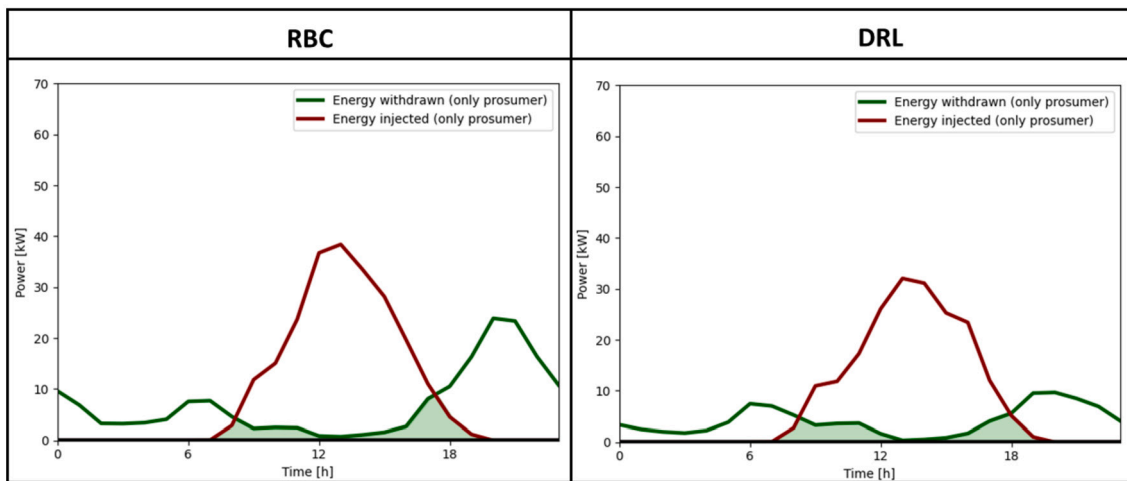 RBC
DRL
Energy withdrawn (only prosumer)
Energy injected (only prosumer)
Power [kW]
70
60
50
40
30
20
10
0
0
6
12
18
Time [h]
Energy withdrawn (only prosumer)
Energy injected (only prosumer)
Power [kW]
70
60
50
40
30
20
10
0
0
6
12
18
Time [h]